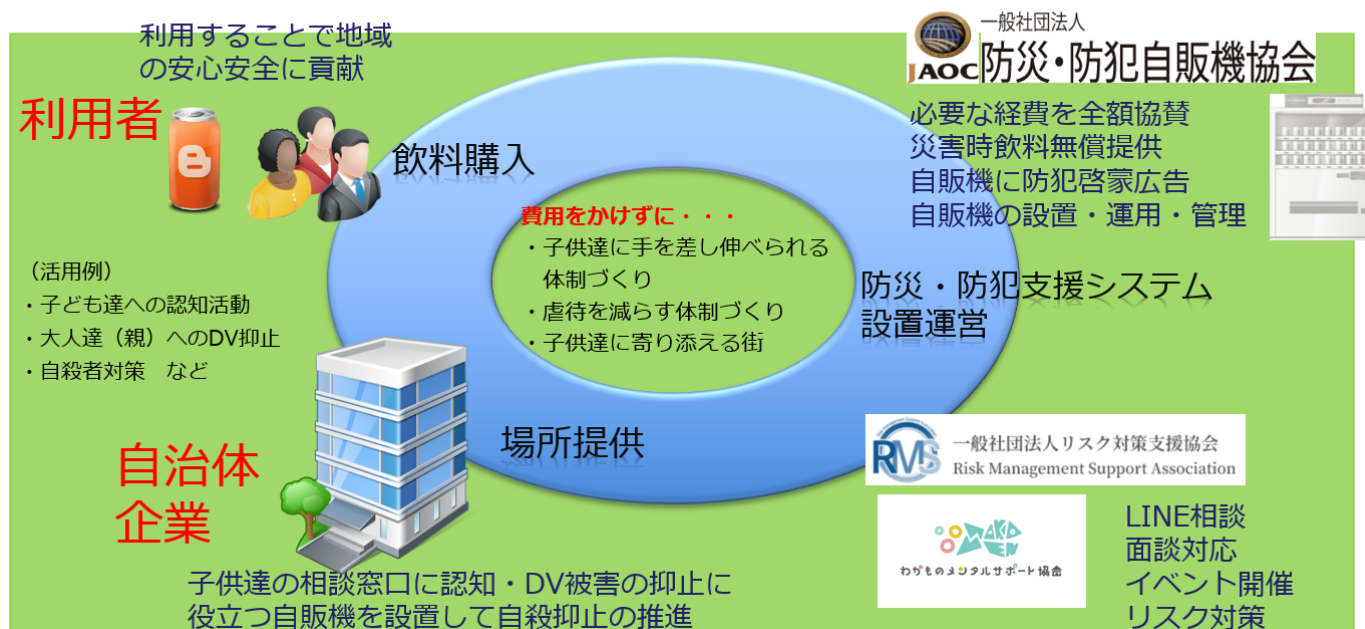 利用することで地域
の安心安全に貢献
利用者
飲料購入
一般社団法人
JAOC
防災・防犯自販機協会
必要な経費を全額協賛
災害時飲料無償提供
自販機に防犯啓蒙広告
自販機の設置・運用・管理
費用をかけずに・・・
・子供達に手を差し伸べられる
体制づくり
・虐待を減らす体制づくり
・子供達に寄り添える街
(活用例)
・子ども達への認知活動
・大人達(親)へのDV抑止
・自殺者対策 など
防災・防犯支援システム
設置運営
自治体
企業
場所提供
子供達の相談窓口に認知・DV被害の抑止に
役立つ自販機を設置して自殺抑止の推進
RMS
一般社団法人リスク対策支援協会
Risk Management Support Association
わかものメンタルサポート協会
LINE相談
面談対応
イベント開催
リスク対策